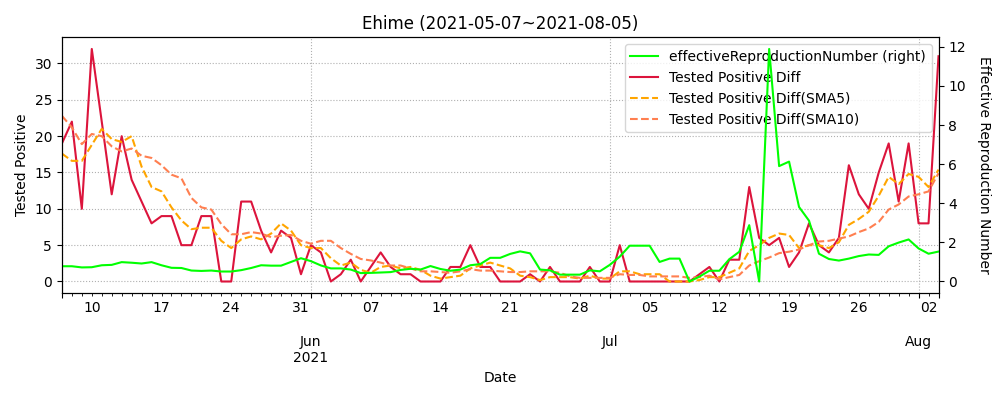 Ehime (2021-05-07~2021-08-05)
effectiveReproductionNumber (right)
Tested Positive Diff
Tested Positive Diff(SMA5)
Tested Positive Diff(SMA10)
Tested Positive
30
25
20
15
10
5
0
Effective Reproduction Number
12
10
8
6
4
2
0
10 17 24 31 07 14 21 28 05 12 19 26 02
Jun Jul Aug
2021
Date